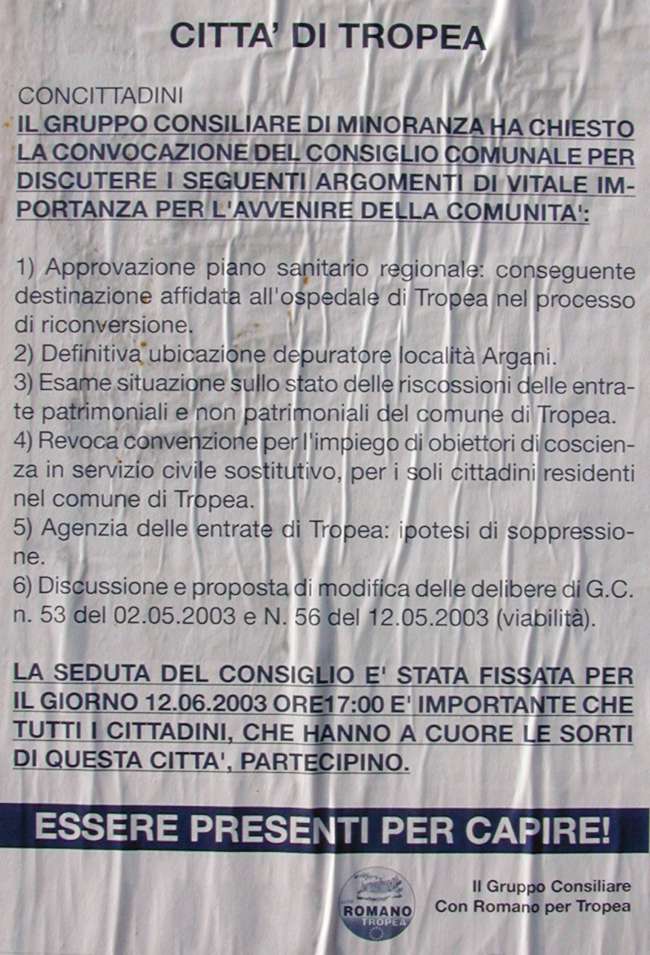 CITTA' DI TROPEA
CONCITTADINI
IL GRUPPO CONSILIARE DI MINORANZA HA CHIESTO
LA CONVOCAZIONE DEL CONSIGLIO COMUNALE PER
DISCUTERE I SEGUENTI ARGOMENTI DI VITALE IM-
PORTANZA PER L'AVVENIRE DELLA COMUNITA':
1) Approvazione piano sanitario regionale: conseguente
destinazione affidata all'ospedale di Tropea nel processo
di riconversione.
2) Definitiva ubicazione depuratore località Argani.
3) Esame situazione sullo stato delle riscossioni delle entra-
te patrimoniali e non patrimoniali del comune di Tropea.
4) Revoca convenzione per l'impiego di obiettori di coscien-
za in servizio civile sostitutivo, per i soli cittadini residenti
nel comune di Tropea.
5) Agenzia delle entrate di Tropea: ipotesi di soppressio-
ne.
6) Discussione e proposta di modifica delle delibere di G.C.
n. 53 del 02.05.2003 e N. 56 del 12.05.2003 (viabilità).
LA SEDUTA DEL CONSIGLIO E' STATA FISSATA PER
IL GIORNO 12.06.2003 ORE17:00 E' IMPORTANTE CHE
TUTTI I CITTADINI, CHE HANNO A CUORE LE SORTI
DI QUESTA CITTA', PARTECIPINO.
ESSERE PRESENTI PER CAPIRE!
ROMANO
TROPEA
Il Gruppo Consiliare
Con Romano per Tropea